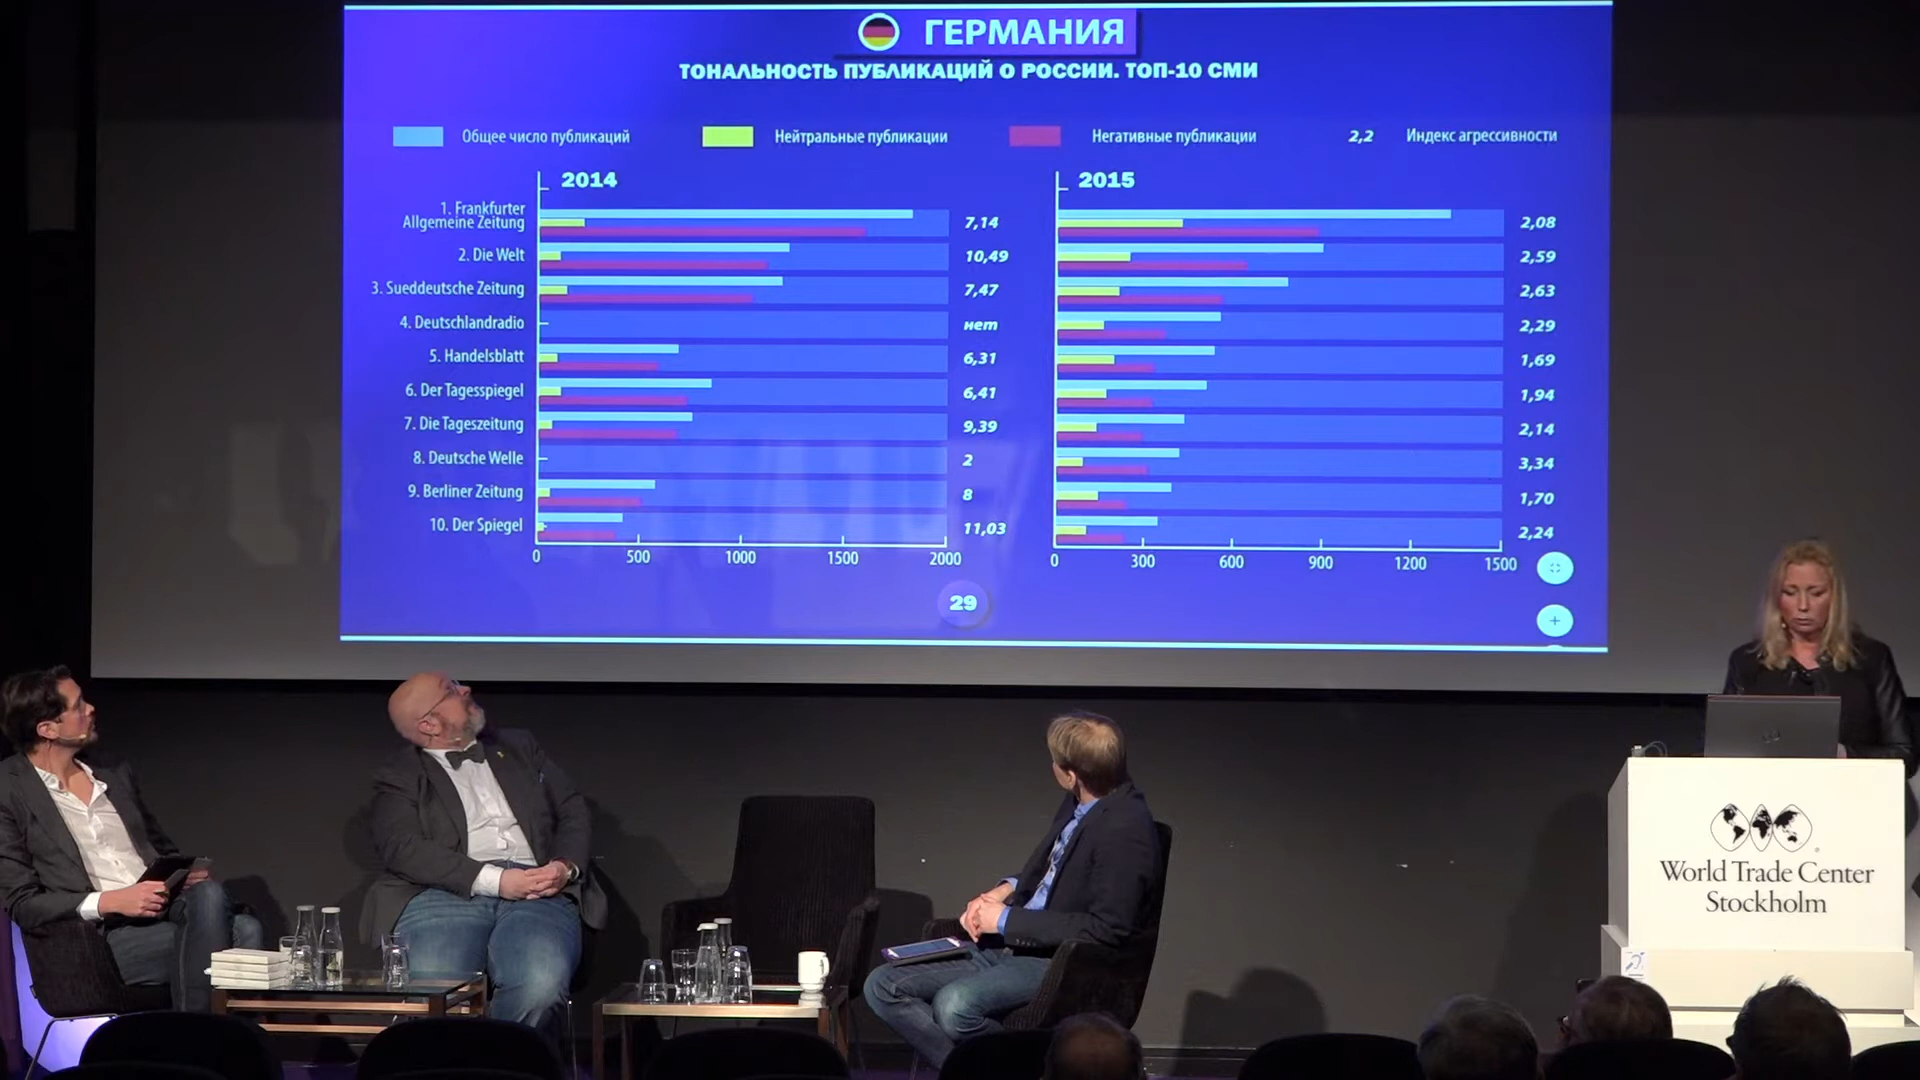 ГЕРМАНИЯ
ТОНАЛЬНОСТЬ ПУБЛИКАЦИЙ О РОССИИ. ТОП-10 СМИ
Общее число публикаций
Нейтральные публикации
Негативные публикации
2,2 Индекс агрессивности
2014
2015
1. Frankfurter
Allgemeine Zeitung 7,14 2,08
2. Die Welt 10,49 2,59
3. Sueddeutsche Zeitung 7,47 2,63
4. Deutschlandradio нет 2,29
5. Handelsblatt 6,31 1,69
6. Der Tagesspiegel 6,41 1,94
7. Die Tageszeitung 9,39 2,14
8. Deutsche Welle 2 3,34
9. Berliner Zeitung 8 1,70
10. Der Spiegel 11,03 2,24
0 500 1000 1500 2000
0 300 600 900 1200 1500
29
World Trade Center
Stockholm